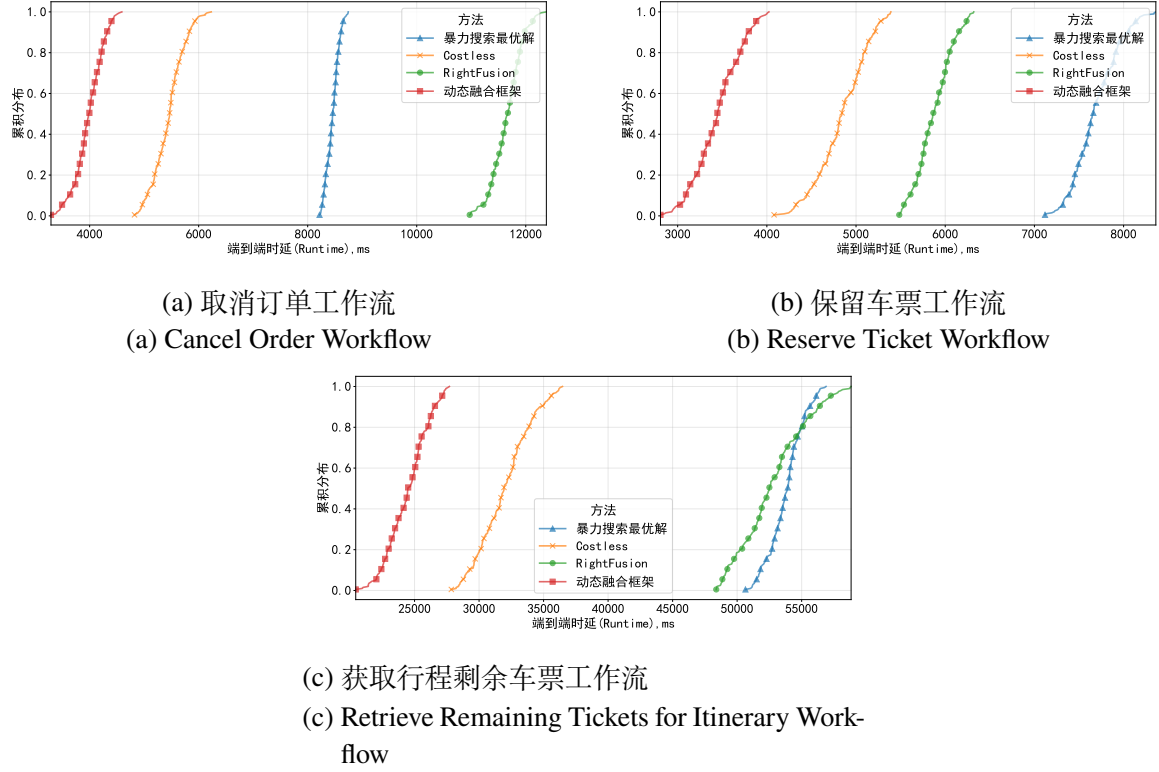 1.0
0.8
0.6
0.4
0.2
0.0
累积分布
4000 6000 8000 10000 12000
端到端时延(Runtime),ms
方法
暴力搜索最优解
Costless
RightFusion
动态融合框架
(a) 取消订单工作流
(a) Cancel Order Workflow
1.0
0.8
0.6
0.4
0.2
0.0
累积分布
3000 4000 5000 6000 7000 8000
端到端时延(Runtime),ms
方法
暴力搜索最优解
Costless
RightFusion
动态融合框架
(b) 保留车票工作流
(b) Reserve Ticket Workflow
1.0
0.8
0.6
0.4
0.2
0.0
累积分布
25000 30000 35000 40000 45000 50000 55000
端到端时延(Runtime),ms
方法
暴力搜索最优解
Costless
RightFusion
动态融合框架
(c) 获取行程剩余车票工作流
(c) Retrieve Remaining Tickets for Itinerary Work-
flow